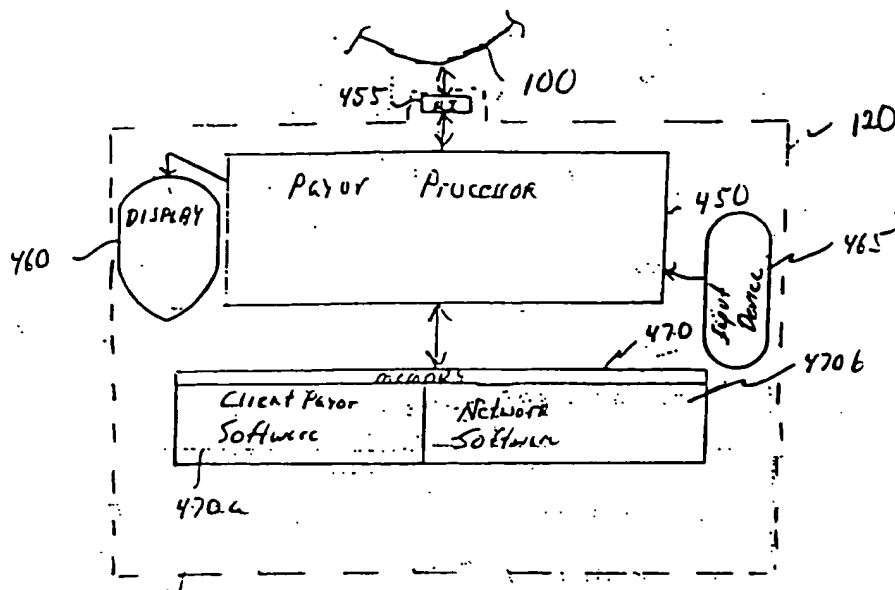 455
100
120
PAYOR PROCESSOR
450
DISPLAY
460
465
Input
Device
470
MEMORY
470b
Client Payor
Software
Network
Software
470a